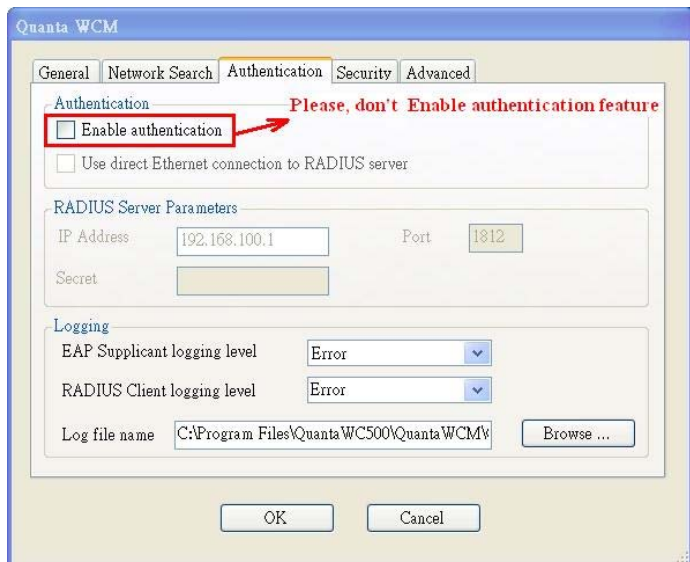 Quanta WCM
General Network Search Authentication Security Advanced
Authentication
Please, don't Enable authentication feature
Enable authentication
Use direct Ethernet connection to RADIUS server
RADIUS Server Parameters
IP Address 192.168.100.1 Port 1812
Secret
Logging
EAP Supplicant logging level Error
RADIUS Client logging level Error
Log file name C:\Program Files\QuantaWC500\QuantaWCM\ Browse ...
OK Cancel